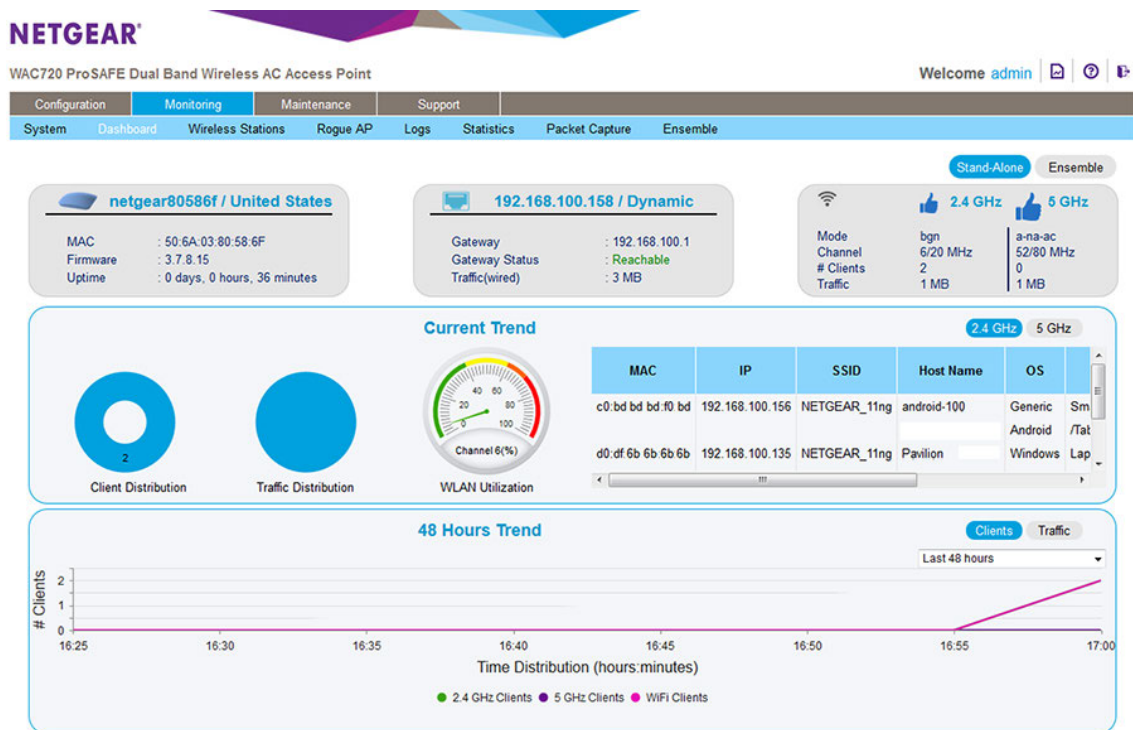 NETGEAR®
WAC720 ProSAFE Dual Band Wireless AC Access Point
Welcome admin
Configuration Monitoring Maintenance Support
System Dashboard Wireless Stations Rogue AP Logs Statistics Packet Capture Ensemble
Stand-Alone Ensemble
netgear80586f / United States
MAC : 50:6A:03:80:58:6F
Firmware : 3.7.8.15
Uptime : 0 days, 0 hours, 36 minutes
192.168.100.158 / Dynamic
Gateway : 192.168.100.1
Gateway Status : Reachable
Traffic(wired) : 3 MB
2.4 GHz 5 GHz
Mode bgn a-na-ac
Channel 6/20 MHz 52/80 MHz
# Clients 2 0
Traffic 1 MB 1 MB
Current Trend
2.4 GHz 5 GHz
2
Client Distribution
Traffic Distribution
0 20 40 60 80 100
Channel 6(%)
WLAN Utilization
MAC IP SSID Host Name OS
c0:bd bd bd:f0 bd 192.168.100.156 NETGEAR_11ng android-100 Generic Sm
Android /Tab
d0:df:6b 6b:6b:6b 192.168.100.135 NETGEAR_11ng Pavilion Windows Lap
48 Hours Trend
Clients Traffic
Last 48 hours
# Clients
2
1
0
16:25 16:30 16:35 16:40 16:45 16:50 16:55 17:00
Time Distribution (hours:minutes)
2.4 GHz Clients 5 GHz Clients WiFi Clients